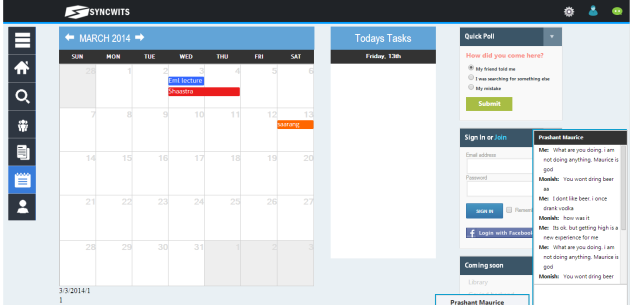 SYNCWITS
MARCH 2014
SUN MON TUE WED THU FRI SAT
28 1 2 3 4 5 6
Eml lecture
Shaastra
7 8 9 10 11 12 13
saarang
14 15 16 17 18 19 20
21 22 23 24 25 26 27
28 29 30 31 1 2 3
3/3/2014/1
1
Todays Tasks
Friday, 13th
Quick Poll
How did you come here?
My friend told me
I was searching for something else
My mistake
Submit
Sign In or Join
Email address
Password
SIGN IN
Login with Facebook
Coming soon
Library
Prashant Maurice
Prashant Maurice
Me: What are you doing. i am
not doing anything. Maurice is
god
Monish: You wont dring beer
aa
Me: I dont like beer. i once
drank vodka
Monish: how was it
Me: Its ok. but getting high is a
new experience for me
Me: What are you doing. i am
not doing anything. Maurice is
god
Monish: You wont dring beer